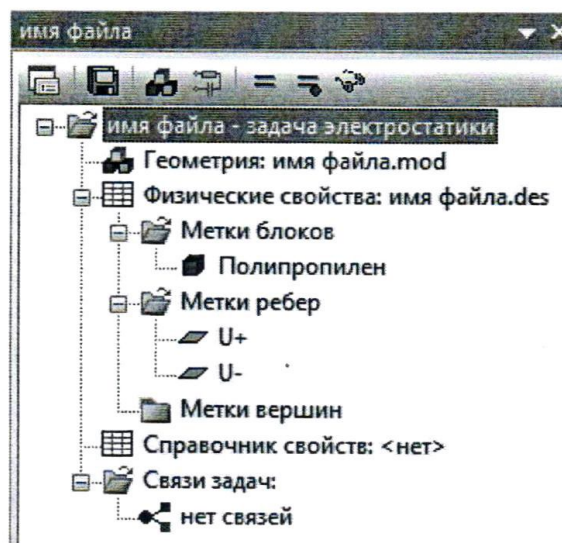 имя файла
имя файла - задача электростатики
Геометрия: имя файла.mod
Физические свойства: имя файла.des
Метки блоков
Полипропилен
Метки ребер
U+
U-
Метки вершин
Справочник свойств: <нет>
Связи задач:
нет связей